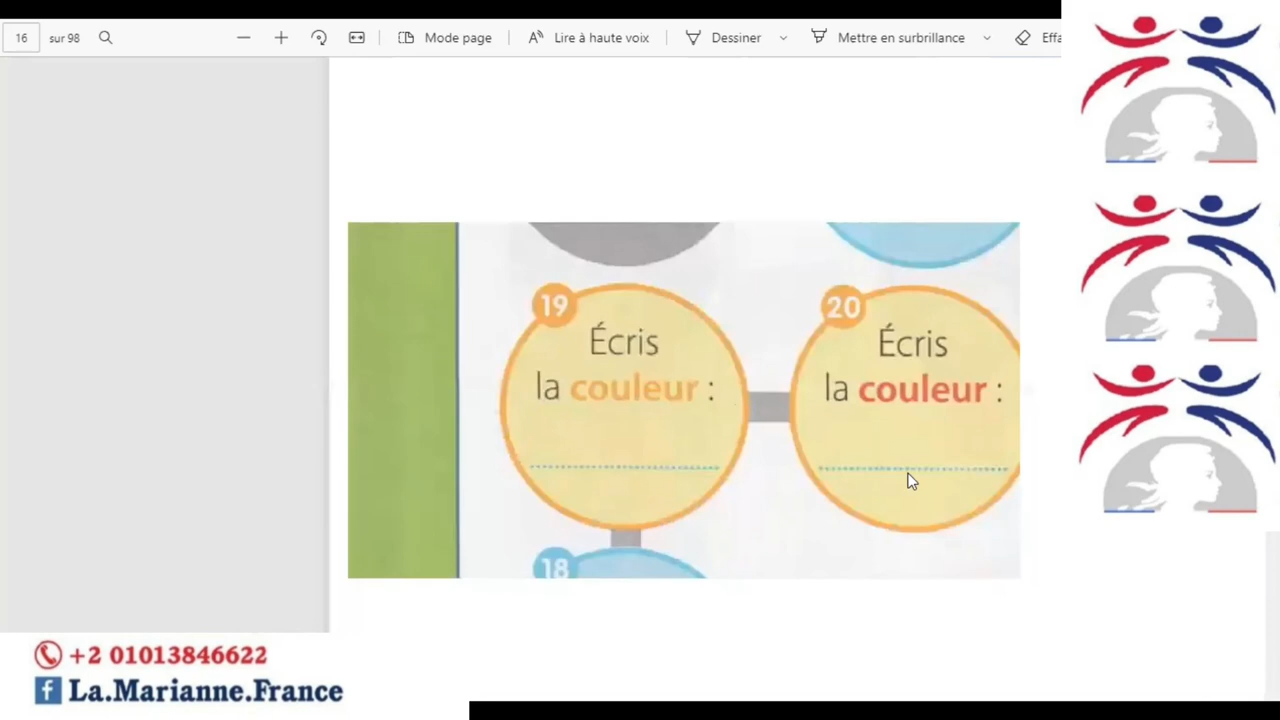 16 sur 98 Mode page Lire à haute voix Dessiner Mettre en surbrillance Effa
19 20
Écris Écris
la couleur : la couleur :
18
+2 01013846622
La.Marianne.France